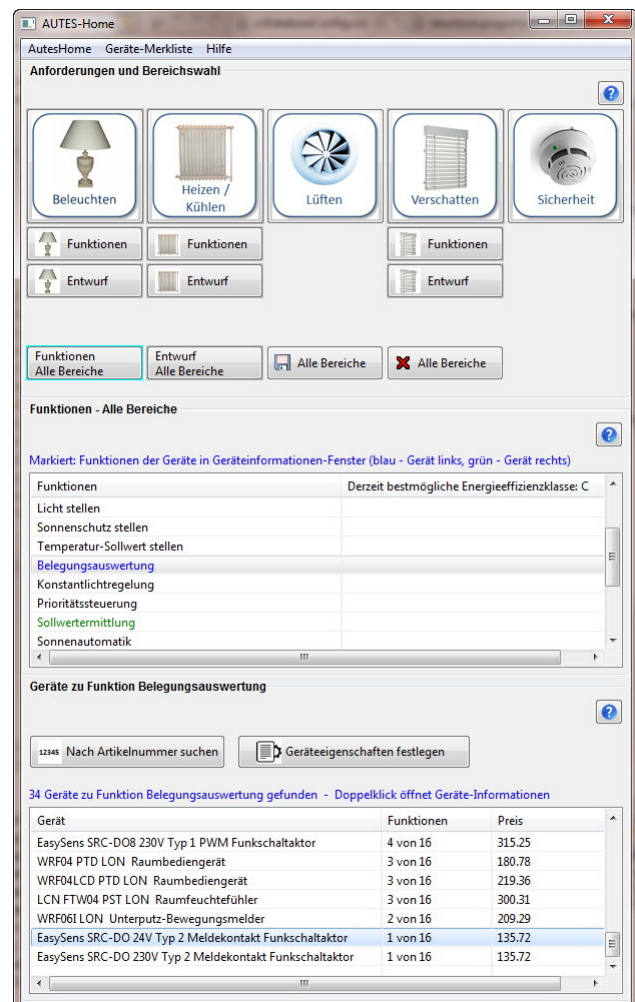 AUTES-Home
AutesHome Geräte-Merkliste Hilfe
Anforderungen und Bereichswahl
Beleuchten
Heizen /
Kühlen
Lüften
Verschatten
Sicherheit
Funktionen
Funktionen
Funktionen
Entwurf
Entwurf
Entwurf
Funktionen
Alle Bereiche
Entwurf
Alle Bereiche
Alle Bereiche
Alle Bereiche
Funktionen - Alle Bereiche
Markiert: Funktionen der Geräte in Geräteinformationen-Fenster (blau - Gerät links, grün - Gerät rechts)
Funktionen Derzeit bestmögliche Energieeffizienzklasse: C
Licht stellen
Sonnenschutz stellen
Temperatur-Sollwert stellen
Belegungsauswertung
Konstantlichtregelung
Prioritätssteuerung
Sollwertermittlung
Sonnenautomatik
Geräte zu Funktion Belegungsauswertung
12345 Nach Artikelnummer suchen
Geräteeigenschaften festlegen
34 Geräte zu Funktion Belegungsauswertung gefunden - Doppelklick öffnet Geräte-Informationen
Gerät Funktionen Preis
EasySens SRC-DO8 230V Typ 1 PWM Funkschaltaktor 4 von 16 315.25
WRF04 PTD LON Raumbediengerät 3 von 16 180.78
WRF04LCD PTD LON Raumbediengerät 3 von 16 219.36
LCN FTW04 PST LON Raumfeuchtefühler 3 von 16 300.31
WRF06I LON Unterputz-Bewegungsmelder 2 von 16 209.29
EasySens SRC-DO 24V Typ 2 Meldekontakt Funkschaltaktor 1 von 16 135.72
EasySens SRC-DO 230V Typ 2 Meldekontakt Funkschaltaktor 1 von 16 135.72